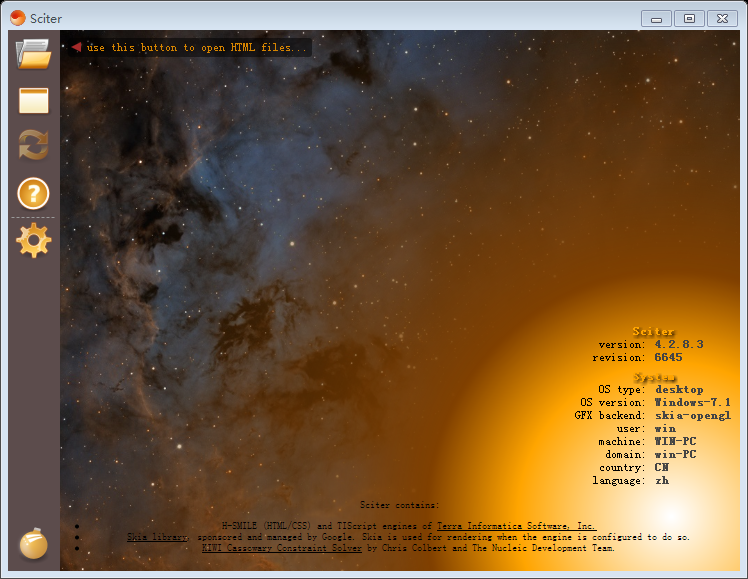 Sciter
use this button to open HTML files...
Sciter
version: 4.2.8.3
revision: 6645
System
OS type: desktop
OS version: Windows-7.1
GFX backend: skia-opengl
user: win
machine: WIN-PC
domain: win-PC
country: CN
language: zh
Sciter contains:
H-SMILE (HTML/CSS) and TIScript engines of Terra Informatica Software, Inc.
Skia library, sponsored and managed by Google. Skia is used for rendering when the engine is configured to do so.
KIWI Cassowary Constraint Solver by Chris Colbert and The Nucleic Development Team.